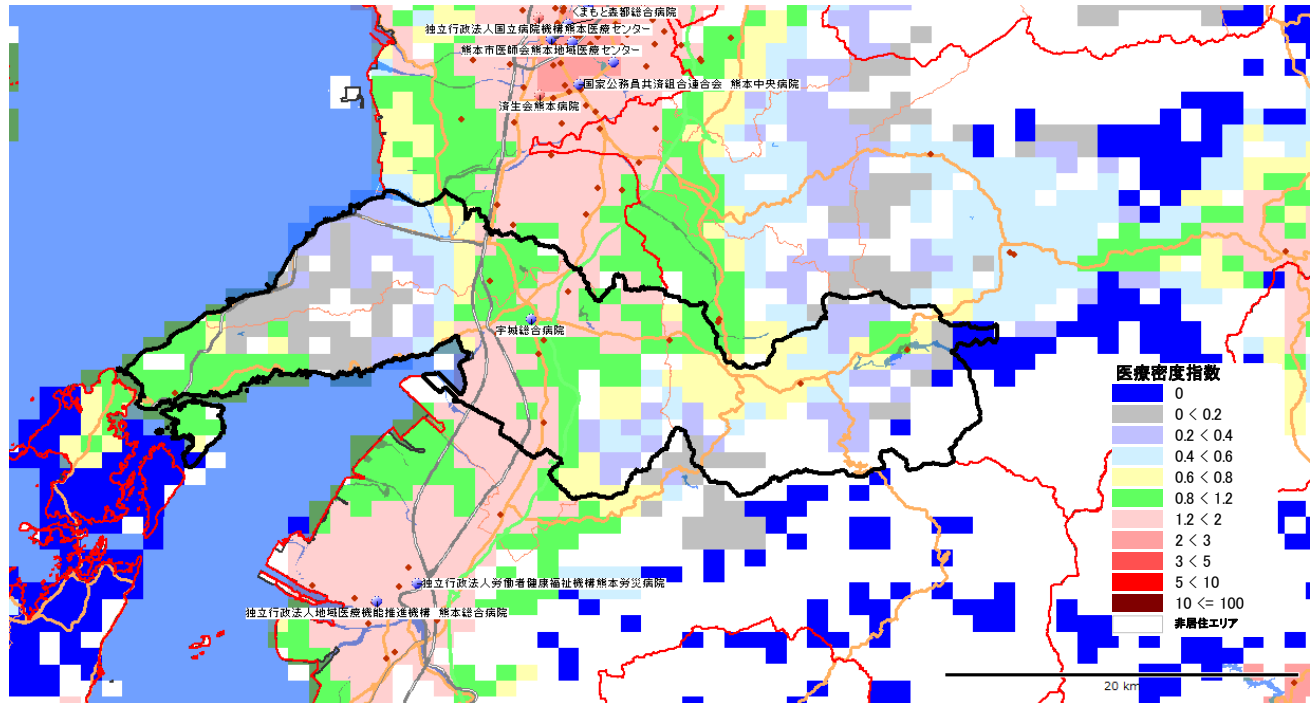 くまもと森都総合病院
独立行政法人国立病院機構熊本医療センター
熊本市医師会熊本地域医療センター
国家公務員共済組合連合会 熊本中央病院
済生会熊本病院
宇城総合病院
独立行政法人労働者健康福祉機構熊本労災病院
独立行政法人地域医療機能推進機構 熊本総合病院
医療密度指数
0
0 < 0.2
0.2 < 0.4
0.4 < 0.6
0.6 < 0.8
0.8 < 1.2
1.2 < 2
2 < 3
3 < 5
5 < 10
10 <= 100
非居住エリア
20 km